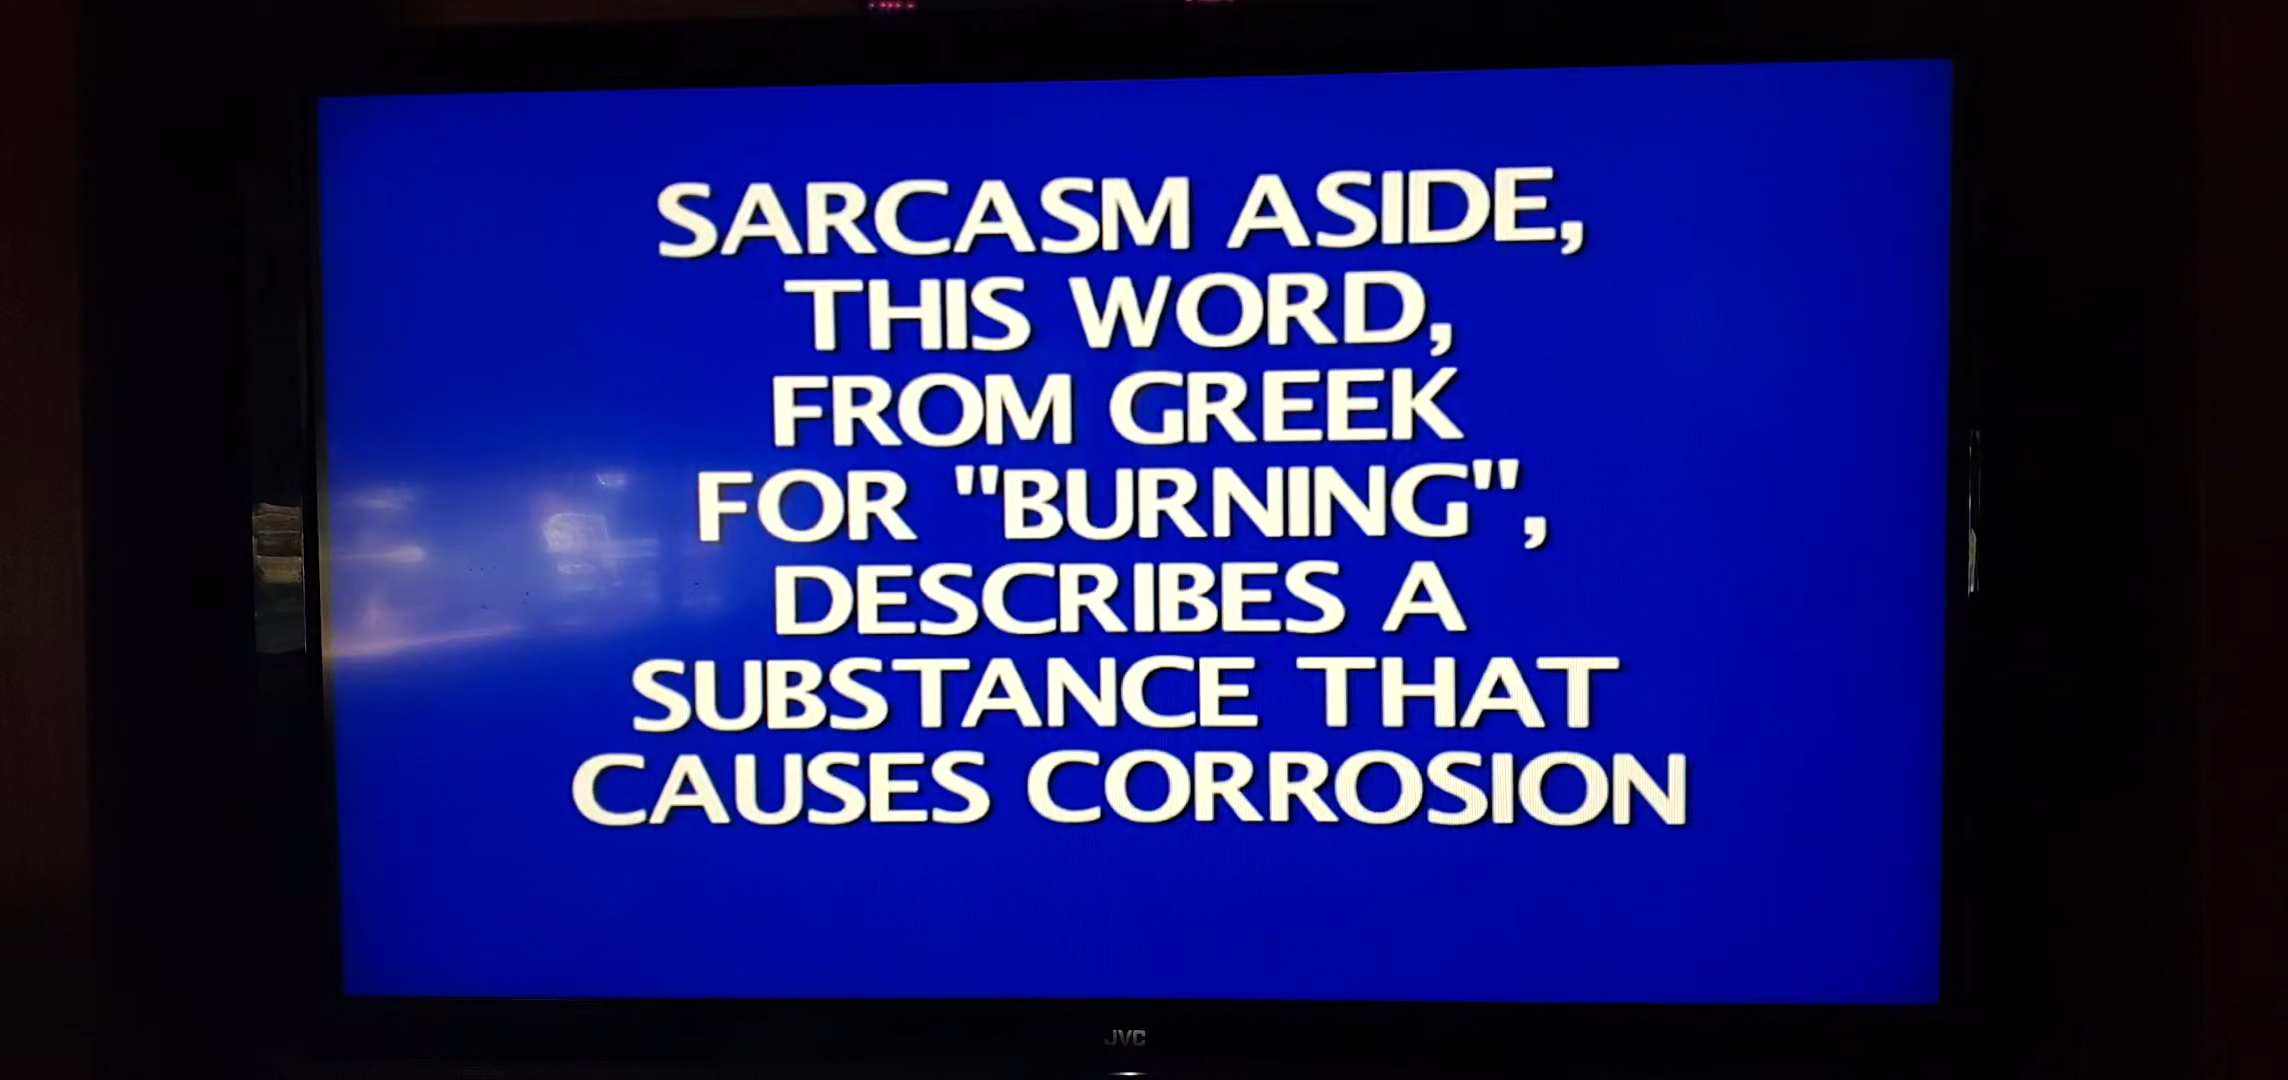 SARCASM ASIDE,
THIS WORD,
FROM GREEK
FOR "BURNING",
DESCRIBES A
SUBSTANCE THAT
CAUSES CORROSION
JVC